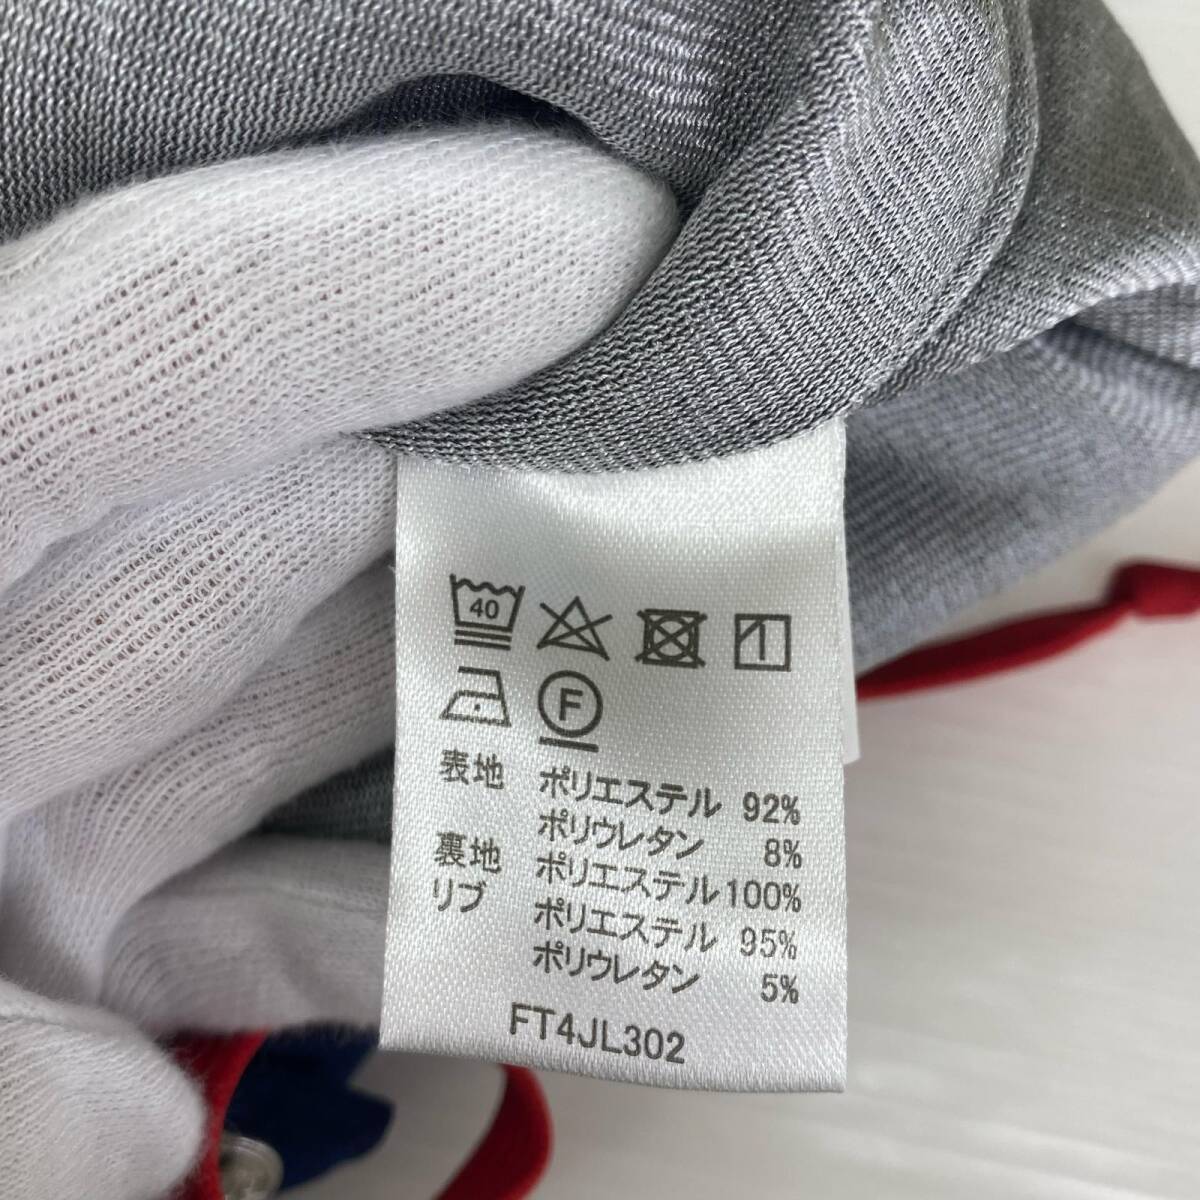 40
F
表地 ポリエステル 92%
ポリウレタン 8%
裏地 ポリエステル 100%
リブ ポリエステル 95%
ポリウレタン 5%
FT4JL302